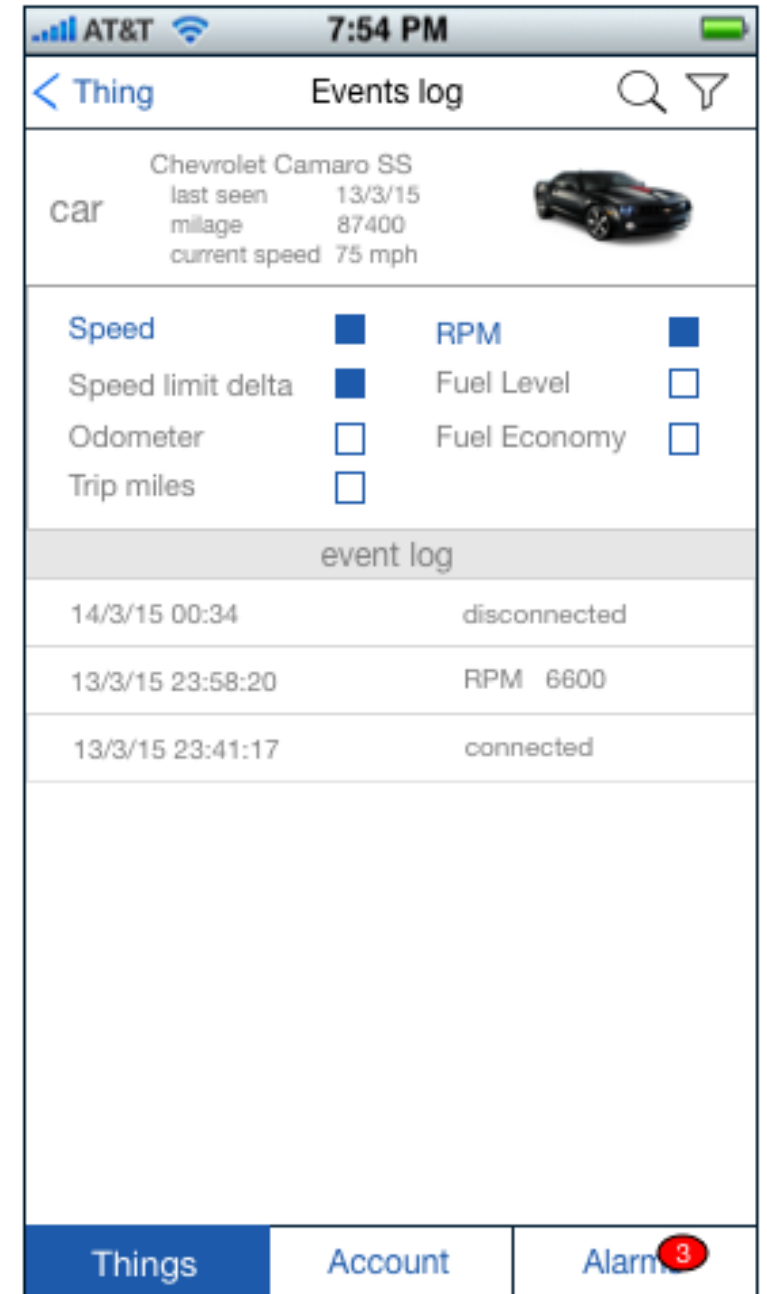 AT&T 7:54 PM
Thing Events log
Chevrolet Camaro SS
car last seen 13/3/15
milage 87400
current speed 75 mph
Speed RPM
Speed limit delta Fuel Level
Odometer Fuel Economy
Trip miles
event log
14/3/15 00:34 disconnected
13/3/15 23:58:20 RPM 6600
13/3/15 23:41:17 connected
Things Account Alarm 3